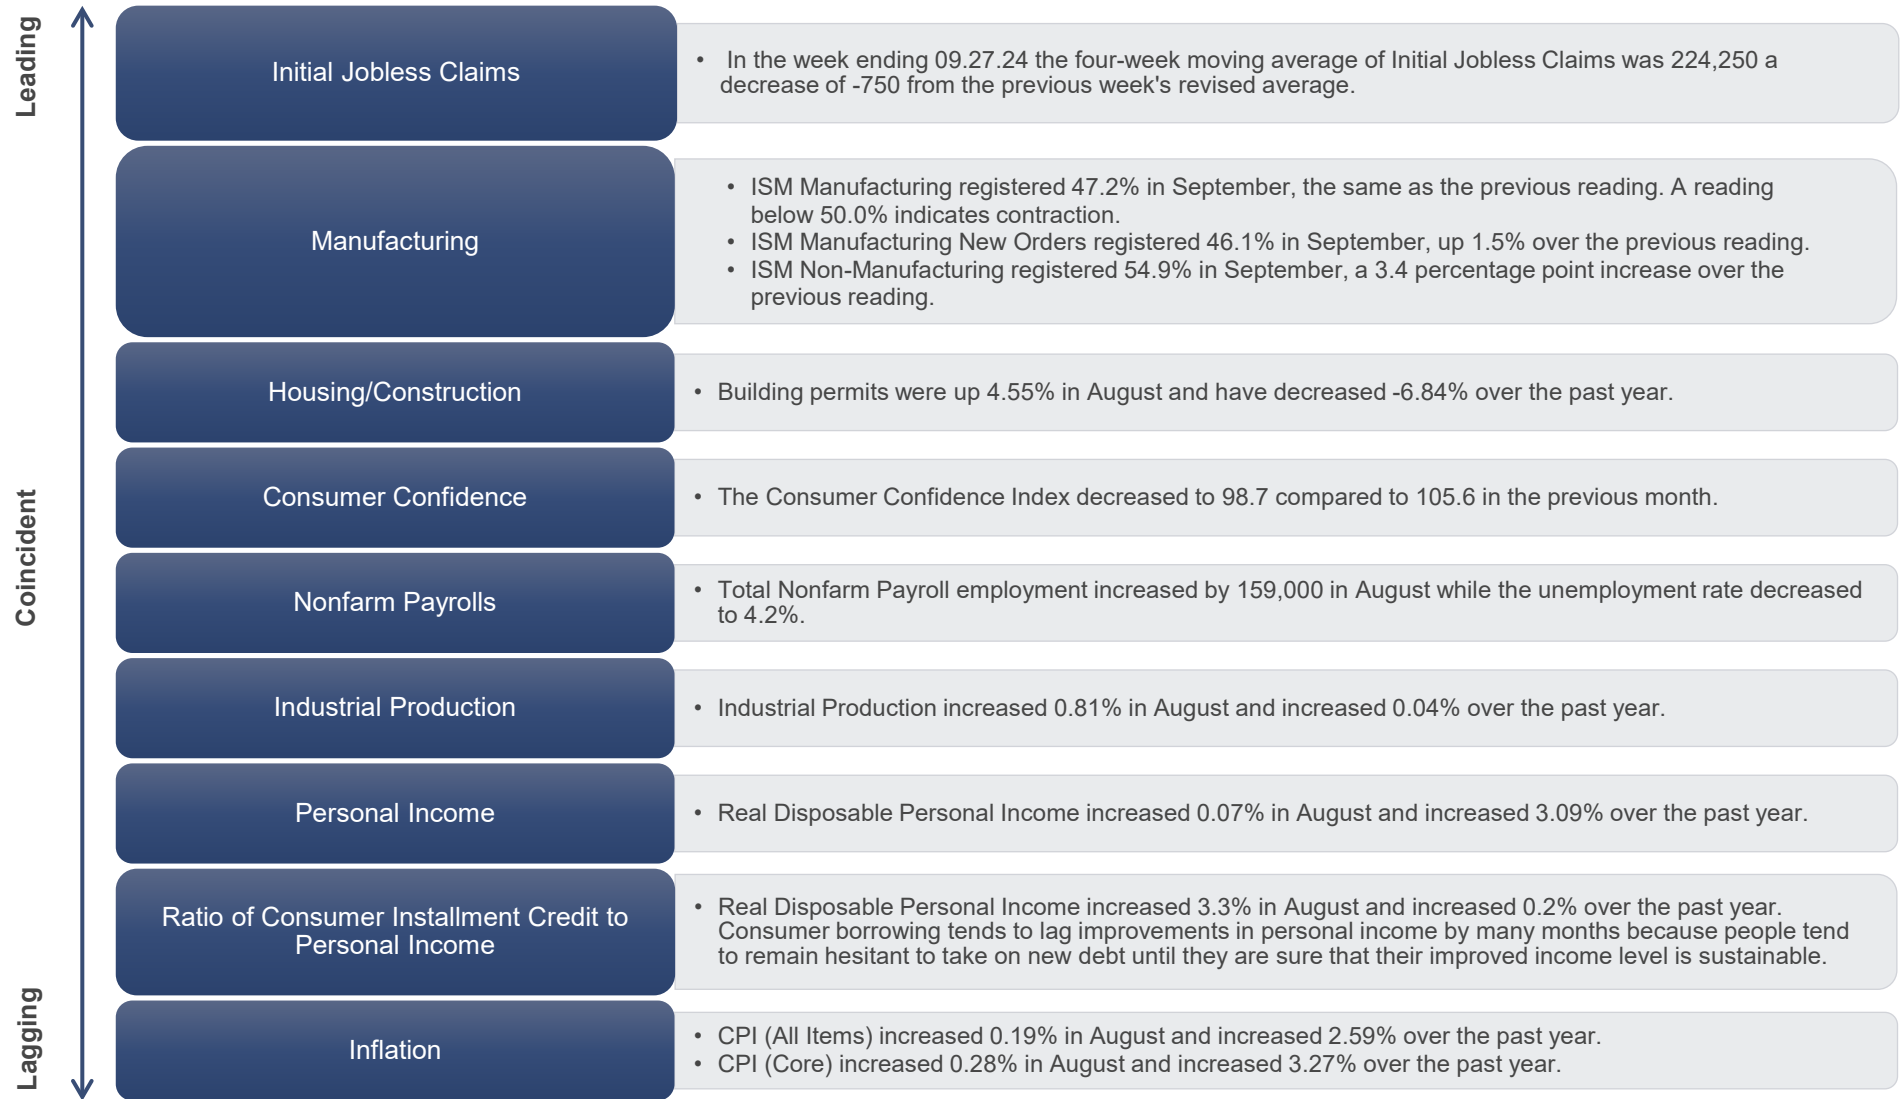 Leading
Initial Jobless Claims
• In the week ending 09.27.24 the four-week moving average of Initial Jobless Claims was 224,250 a
decrease of -750 from the previous week's revised average.
Manufacturing
• ISM Manufacturing registered 47.2% in September, the same as the previous reading. A reading
below 50.0% indicates contraction.
• ISM Manufacturing New Orders registered 46.1% in September, up 1.5% over the previous reading.
• ISM Non-Manufacturing registered 54.9% in September, a 3.4 percentage point increase over the
previous reading.
Housing/Construction
• Building permits were up 4.55% in August and have decreased -6.84% over the past year.
Coincident
Consumer Confidence
• The Consumer Confidence Index decreased to 98.7 compared to 105.6 in the previous month.
Nonfarm Payrolls
• Total Nonfarm Payroll employment increased by 159,000 in August while the unemployment rate decreased
to 4.2%.
Industrial Production
• Industrial Production increased 0.81% in August and increased 0.04% over the past year.
Personal Income
• Real Disposable Personal Income increased 0.07% in August and increased 3.09% over the past year.
Ratio of Consumer Installment Credit to
Personal Income
• Real Disposable Personal Income increased 3.3% in August and increased 0.2% over the past year.
Consumer borrowing tends to lag improvements in personal income by many months because people tend
to remain hesitant to take on new debt until they are sure that their improved income level is sustainable.
Lagging
Inflation
• CPI (All Items) increased 0.19% in August and increased 2.59% over the past year.
• CPI (Core) increased 0.28% in August and increased 3.27% over the past year.